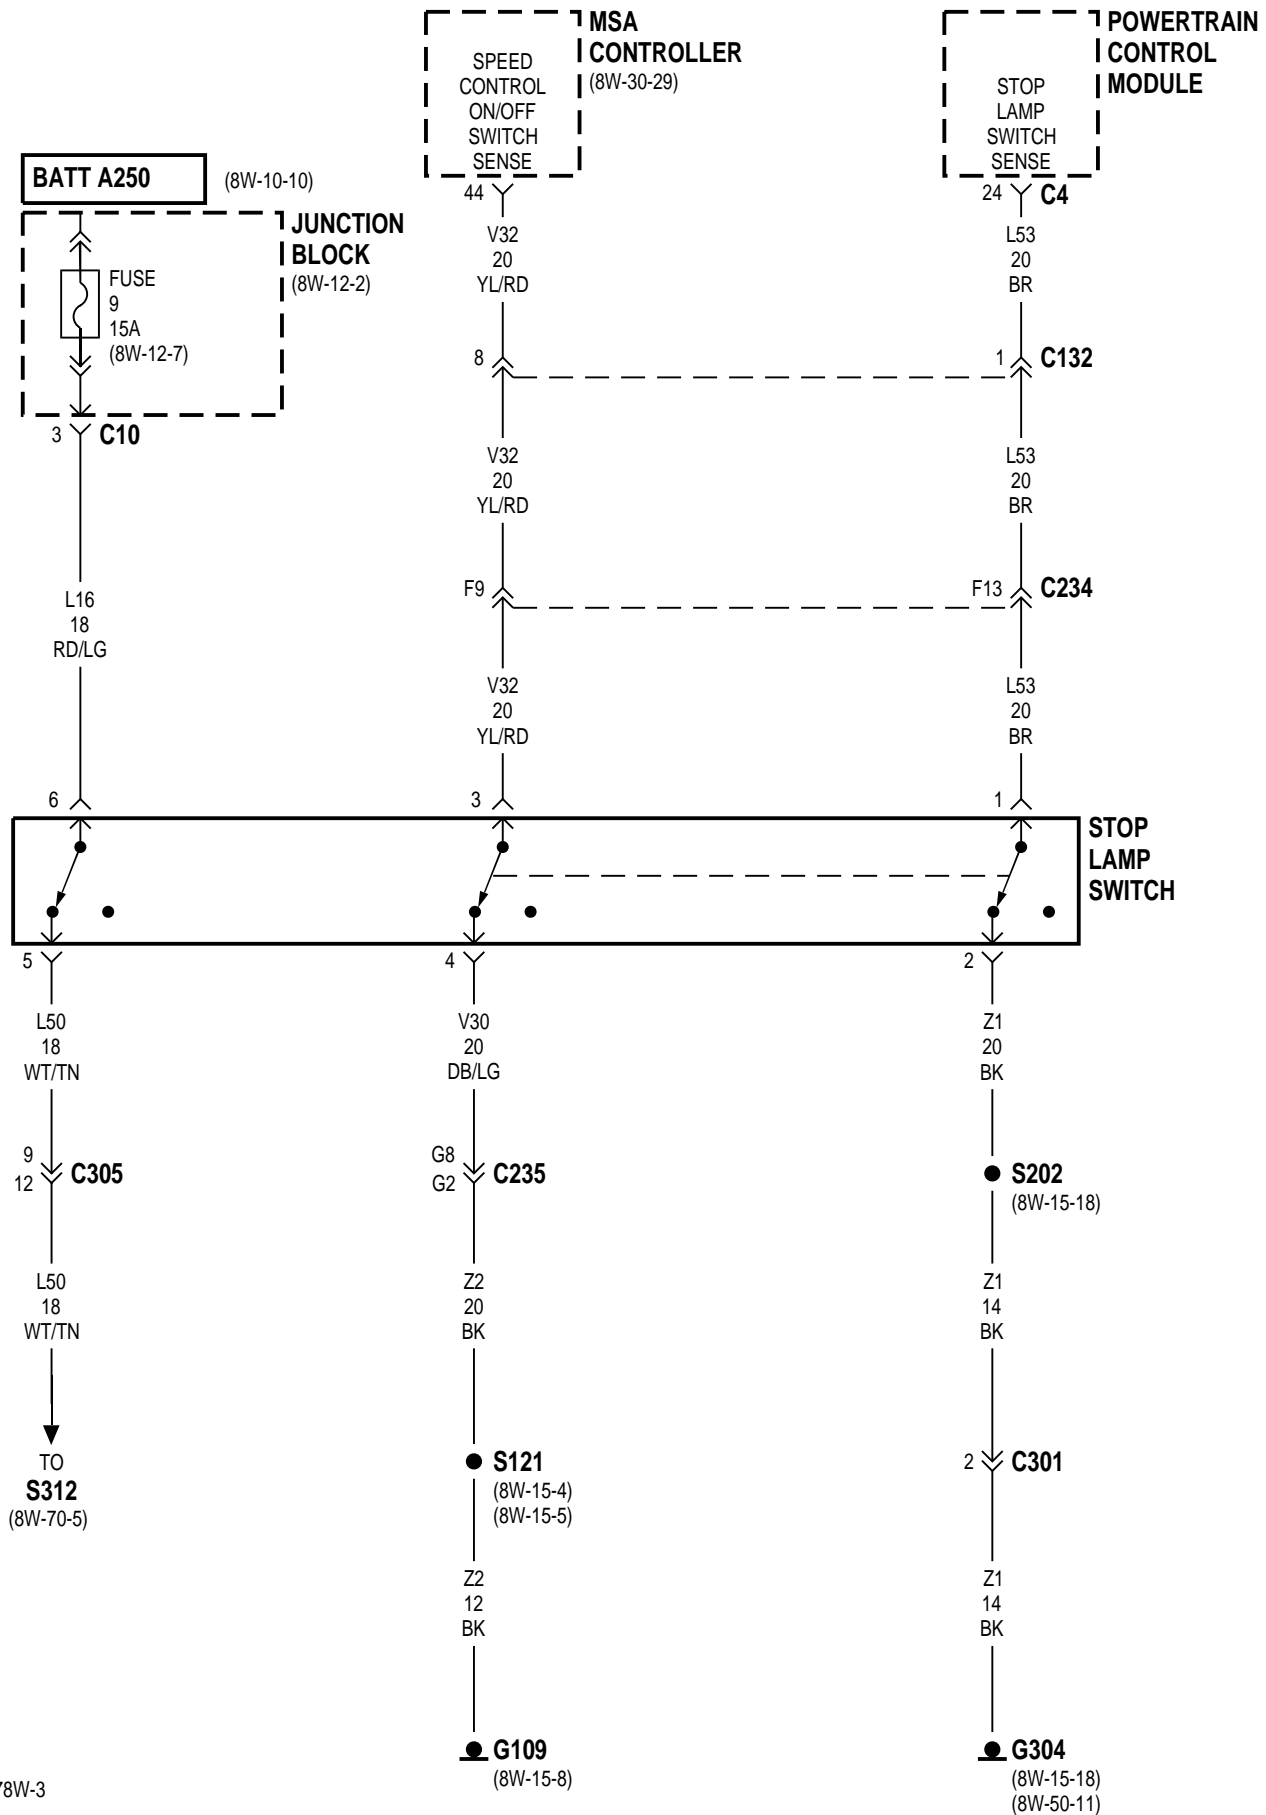 MSA
CONTROLLER
(8W-30-29)
SPEED
CONTROL
ON/OFF
SWITCH
SENSE
POWERTRAIN
CONTROL
MODULE
STOP
LAMP
SWITCH
SENSE
BATT A250
(8W-10-10)
44
24
C4
JUNCTION
BLOCK
(8W-12-2)
FUSE
9
15A
(8W-12-7)
V32
20
YL/RD
L53
20
BR
8
1
C132
3
C10
V32
20
YL/RD
L53
20
BR
F9
F13
C234
L16
18
RD/LG
V32
20
YL/RD
L53
20
BR
6
3
1
STOP
LAMP
SWITCH
5
4
2
L50
18
WT/TN
V30
20
DB/LG
Z1
20
BK
9
12
C305
G8
G2
C235
S202
(8W-15-18)
L50
18
WT/TN
Z2
20
BK
Z1
14
BK
TO
S312
(8W-70-5)
S121
(8W-15-4)
(8W-15-5)
2
C301
Z2
12
BK
Z1
14
BK
G109
(8W-15-8)
G304
(8W-15-18)
(8W-50-11)
8W-3